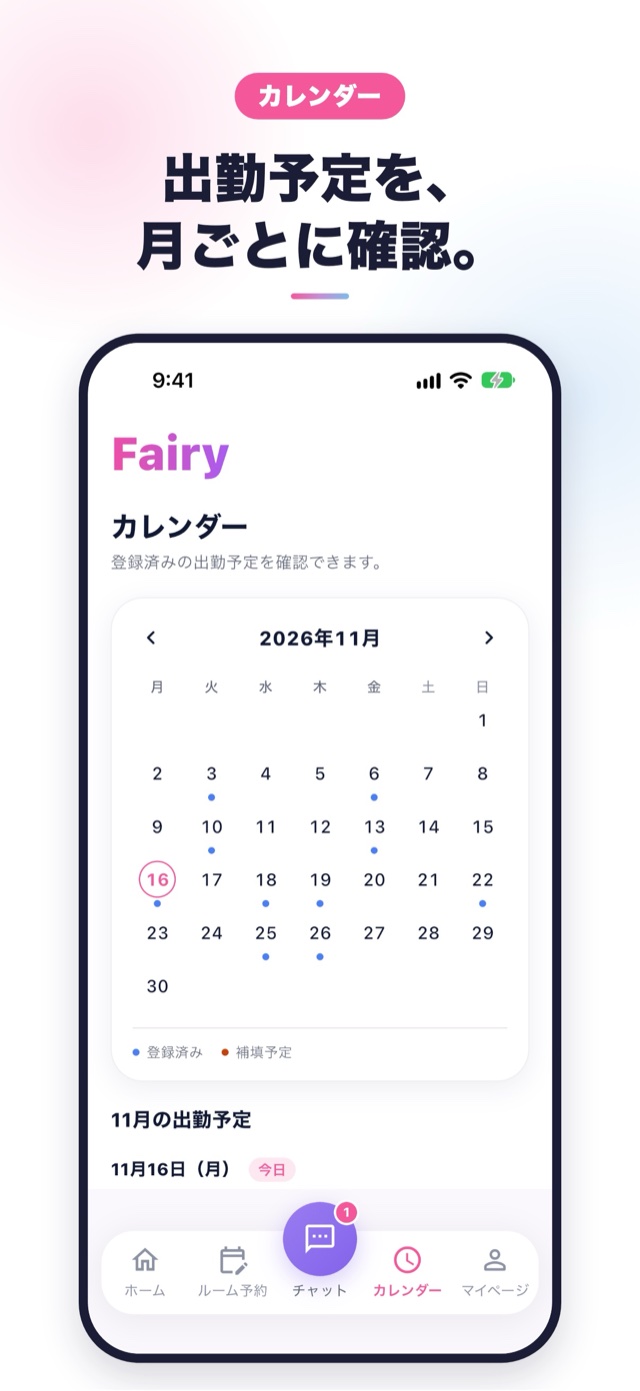 カレンダー
出勤予定を、
月ごとに確認。
9:41
Fairy
カレンダー
登録済みの出勤予定を確認できます。
2026年11月
月 火 水 木 金 土 日
1
2 3 4 5 6 7 8
9 10 11 12 13 14 15
16 17 18 19 20 21 22
23 24 25 26 27 28 29
30
登録済み 補填予定
11月の出勤予定
11月16日（月） 今日
1
ホーム ルーム予約 チャット カレンダー マイページ